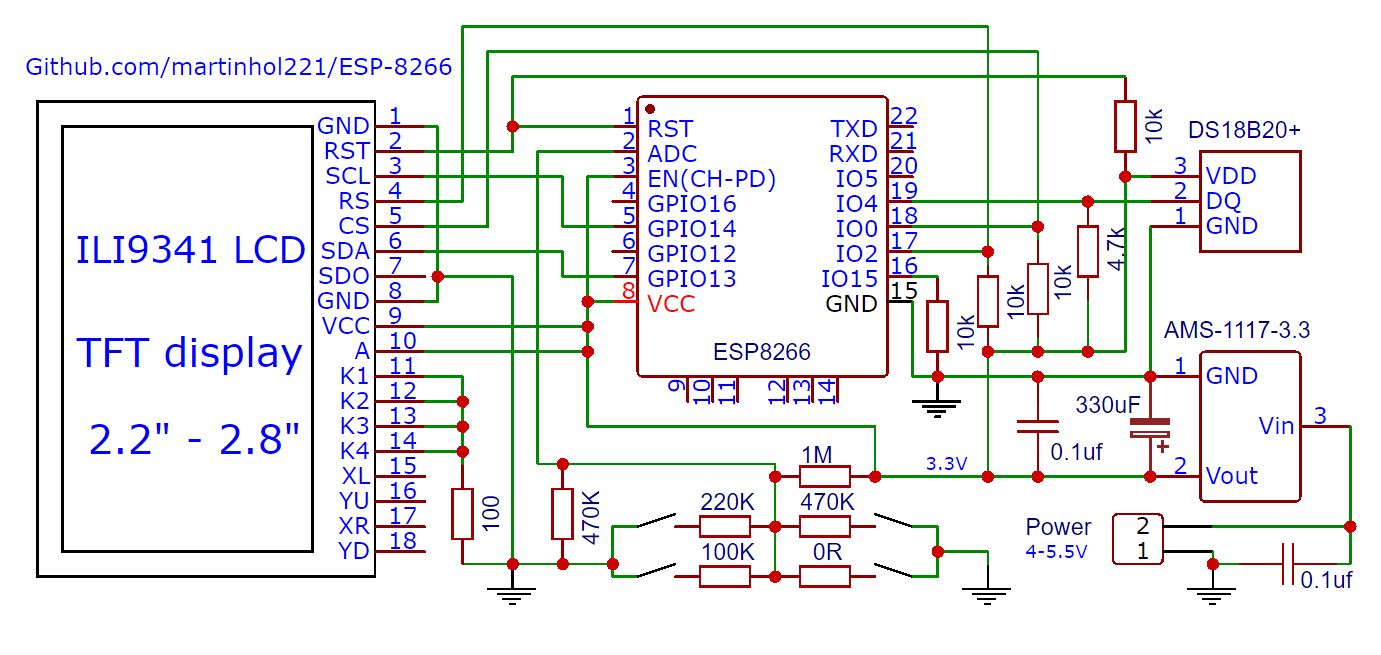 Github.com/martinhol221/ESP-8266
ILI9341 LCD
TFT display
2.2" - 2.8"
GND 1
RST 2
SCL 3
RS 4
CS 5
SDA 6
SDO 7
GND 8
VCC 9
A 10
K1 11
K2 12
K3 13
K4 14
XL 15
YU 16
XR 17
YD 18
1 RST
2 ADC
3 EN(CH-PD)
4 GPIO16
5 GPIO14
6 GPIO12
7 GPIO13
8 VCC
TXD 22
RXD 21
IO5 20
IO4 19
IO0 18
IO2 17
IO15 16
GND 15
ESP8266
9 10 11 12 13 14
10k
DS18B20+
3 VDD
2 DQ
1 GND
4.7k
10k
10k
10k
AMS-1117-3.3
1 GND
Vin 3
2 Vout
330uF
+
0.1uf
3.3V
1M
220K
470K
100K
0R
100
470K
Power
4-5.5V
2
1
0.1uf